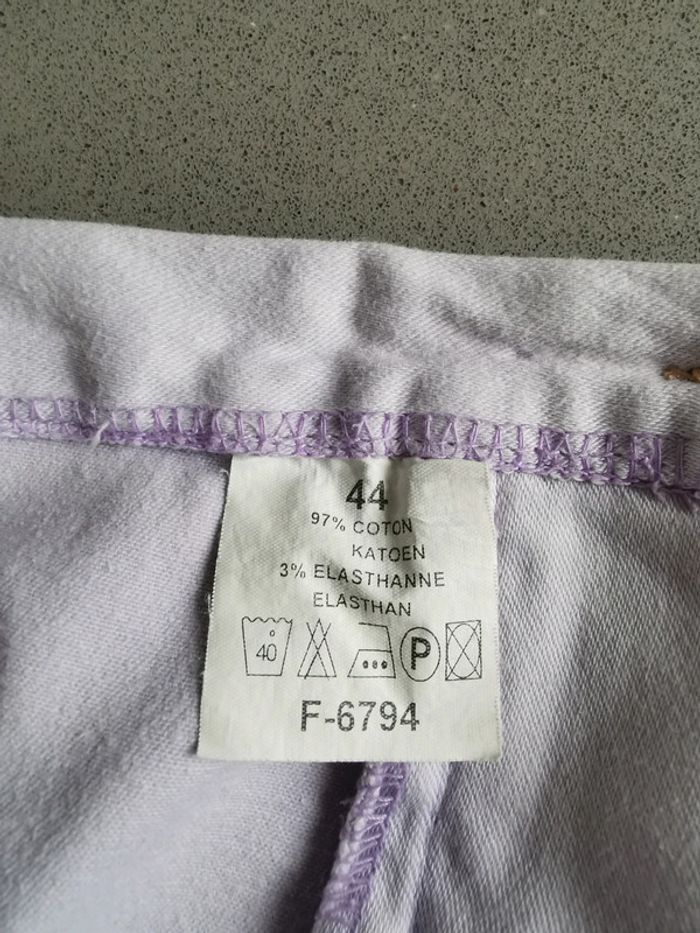 44
97% COTON
KATOEN
3% ELASTHANNE
ELASTHAN
40 P
F-6794